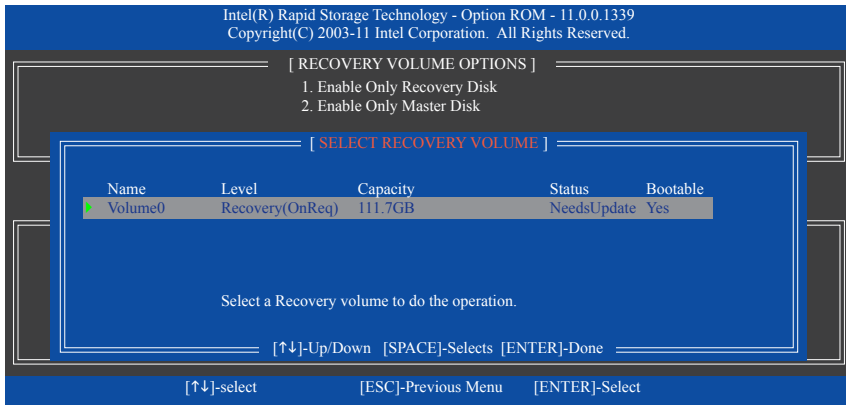 Intel(R) Rapid Storage Technology - Option ROM - 11.0.0.1339
Copyright(C) 2003-11 Intel Corporation.  All Rights Reserved.
[ RECOVERY VOLUME OPTIONS ]
1. Enable Only Recovery Disk
2. Enable Only Master Disk
[ SELECT RECOVERY VOLUME ]
Name Level Capacity Status Bootable
Volume0 Recovery(OnReq) 111.7GB NeedsUpdate Yes
Select a Recovery volume to do the operation.
[↑↓]-Up/Down [SPACE]-Selects [ENTER]-Done
[↑↓]-select [ESC]-Previous Menu [ENTER]-Select